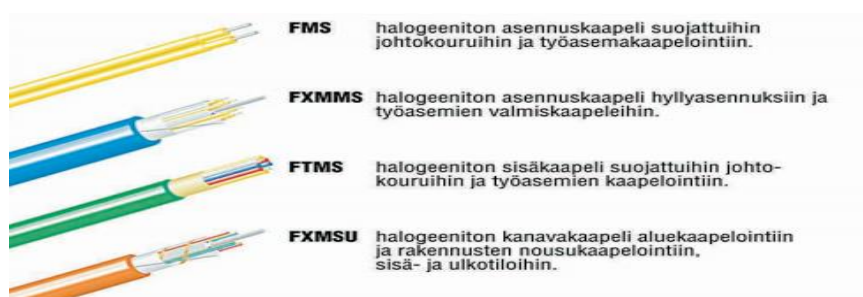 FMS halogeeniton asennuskaapeli suojattuihin
johtokouruihin ja työasemakaapelointiin.
FXMMS halogeeniton asennuskaapeli hyllyasennuksiin ja
työasemien valmiskaapeleihin.
FTMS halogeeniton sisäkaapeli suojattuihin johto-
kouruihin ja työasemien kaapelointiin.
FXMSU halogeeniton kanavakaapeli aluekaapelointiin
ja rakennusten nousukaapelointiin,
sisä- ja ulkotiloihin.